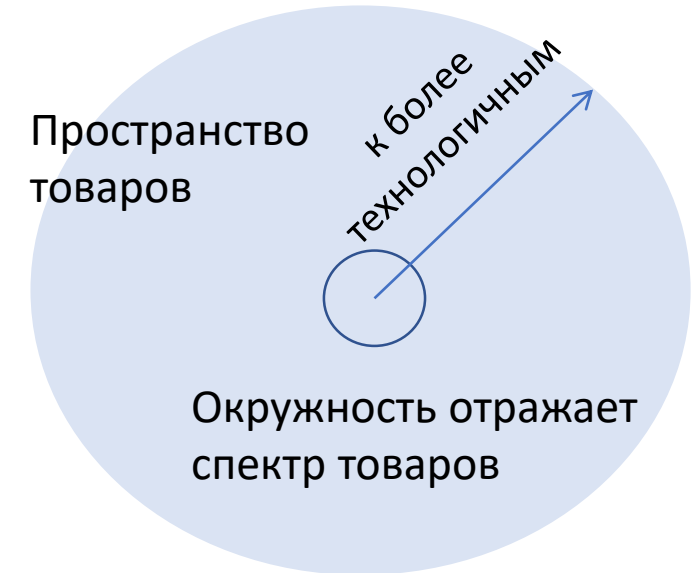 Пространство
товаров
к более
технологичным
Окружность отражает
спектр товаров